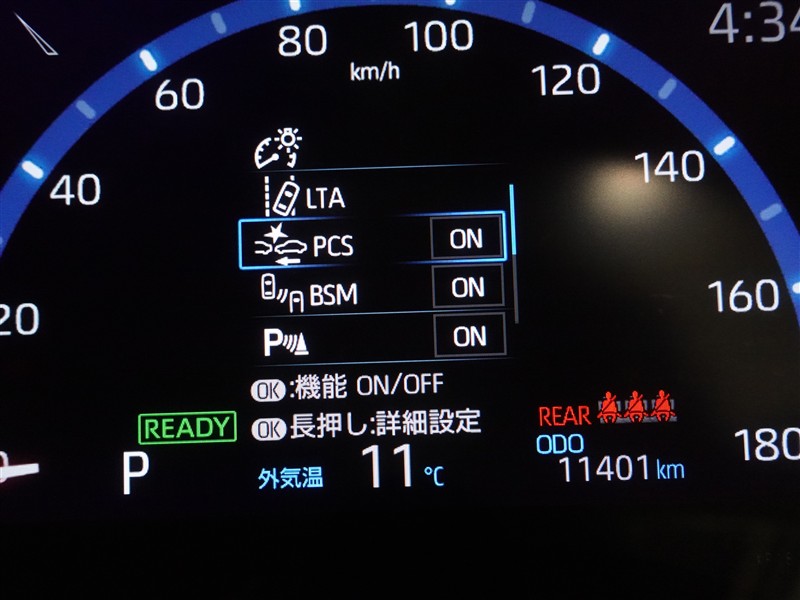 4:34
80
100
km/h
60
120
40
140
LTA
PCS ON
BSM ON
20
160
P ON
OK:機能 ON/OFF
READY
OK長押し:詳細設定
REAR
ODO
P
外気温 11℃
11401km
180